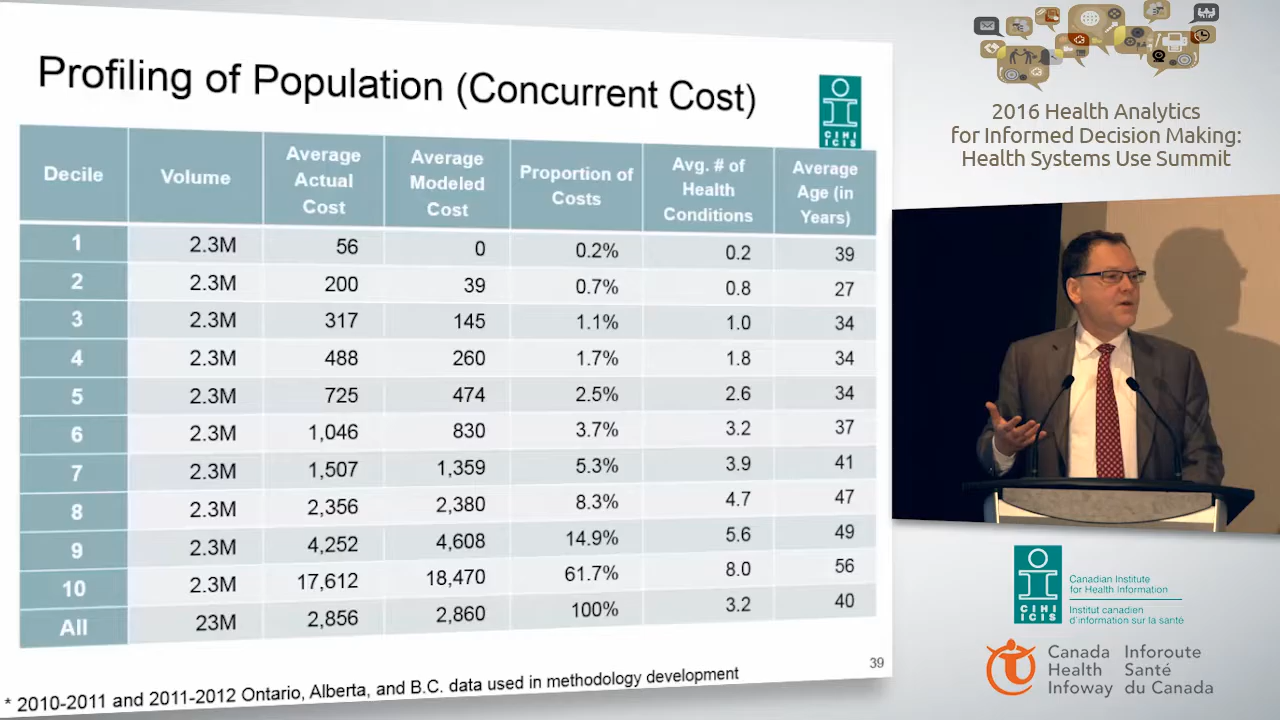 Profiling of Population (Concurrent Cost)
CIHI
ICIS
Decile Volume Average Actual Cost Average Modeled Cost Proportion of Costs Avg. # of Health Conditions Average Age (in Years)
1 2.3M 56 0 0.2% 0.2 39
2 2.3M 200 39 0.7% 0.8 27
3 2.3M 317 145 1.1% 1.0 34
4 2.3M 488 260 1.7% 1.8 34
5 2.3M 725 474 2.5% 2.6 34
6 2.3M 1,046 830 3.7% 3.2 37
7 2.3M 1,507 1,359 5.3% 3.9 41
8 2.3M 2,356 2,380 8.3% 4.7 47
9 2.3M 4,252 4,608 14.9% 5.6 49
10 2.3M 17,612 18,470 61.7% 8.0 56
All 23M 2,856 2,860 100% 3.2 40
39
* 2010-2011 and 2011-2012 Ontario, Alberta, and B.C. data used in methodology development
2016 Health Analytics
for Informed Decision Making:
Health Systems Use Summit
CIHI
ICIS
Canadian Institute
for Health Information
Institut canadien
d'information sur la santé
Canada Inforoute
Health Santé
Infoway du Canada